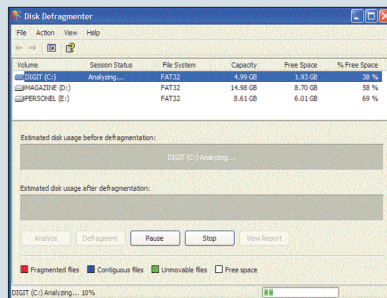 Disk Defragmenter
File Action View Help
Volume Session Status File System Capacity Free Space % Free Space
DIGIT (C:) Analyzing... FAT32 4.99 GB 1.93 GB 38 %
MAGAZINE (D:) FAT32 14.98 GB 8.70 GB 58 %
PERSONEL (E:) FAT32 8.61 GB 6.01 GB 69 %
Estimated disk usage before defragmentation:
DIGIT (C:) Analyzing...
Estimated disk usage after defragmentation:
Analyze Defragment Pause Stop View Report
Fragmented files Contiguous files Unmovable files Free space
DIGIT (C:) Analyzing... 10%